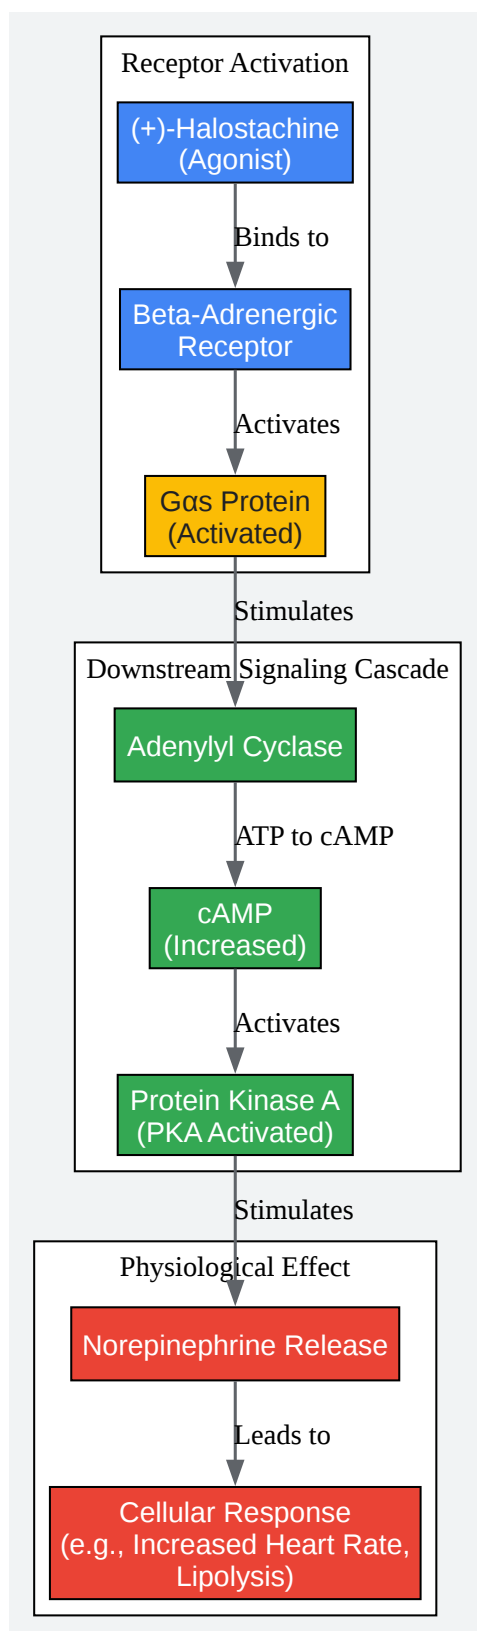 Receptor Activation
(+)-Halostachine
(Agonist)
Binds to
Beta-Adrenergic
Receptor
Activates
Gαs Protein
(Activated)
Stimulates
Downstream Signaling Cascade
Adenylyl Cyclase
ATP to cAMP
cAMP
(Increased)
Activates
Protein Kinase A
(PKA Activated)
Stimulates
Physiological Effect
Norepinephrine Release
Leads to
Cellular Response
(e.g., Increased Heart Rate,
Lipolysis)